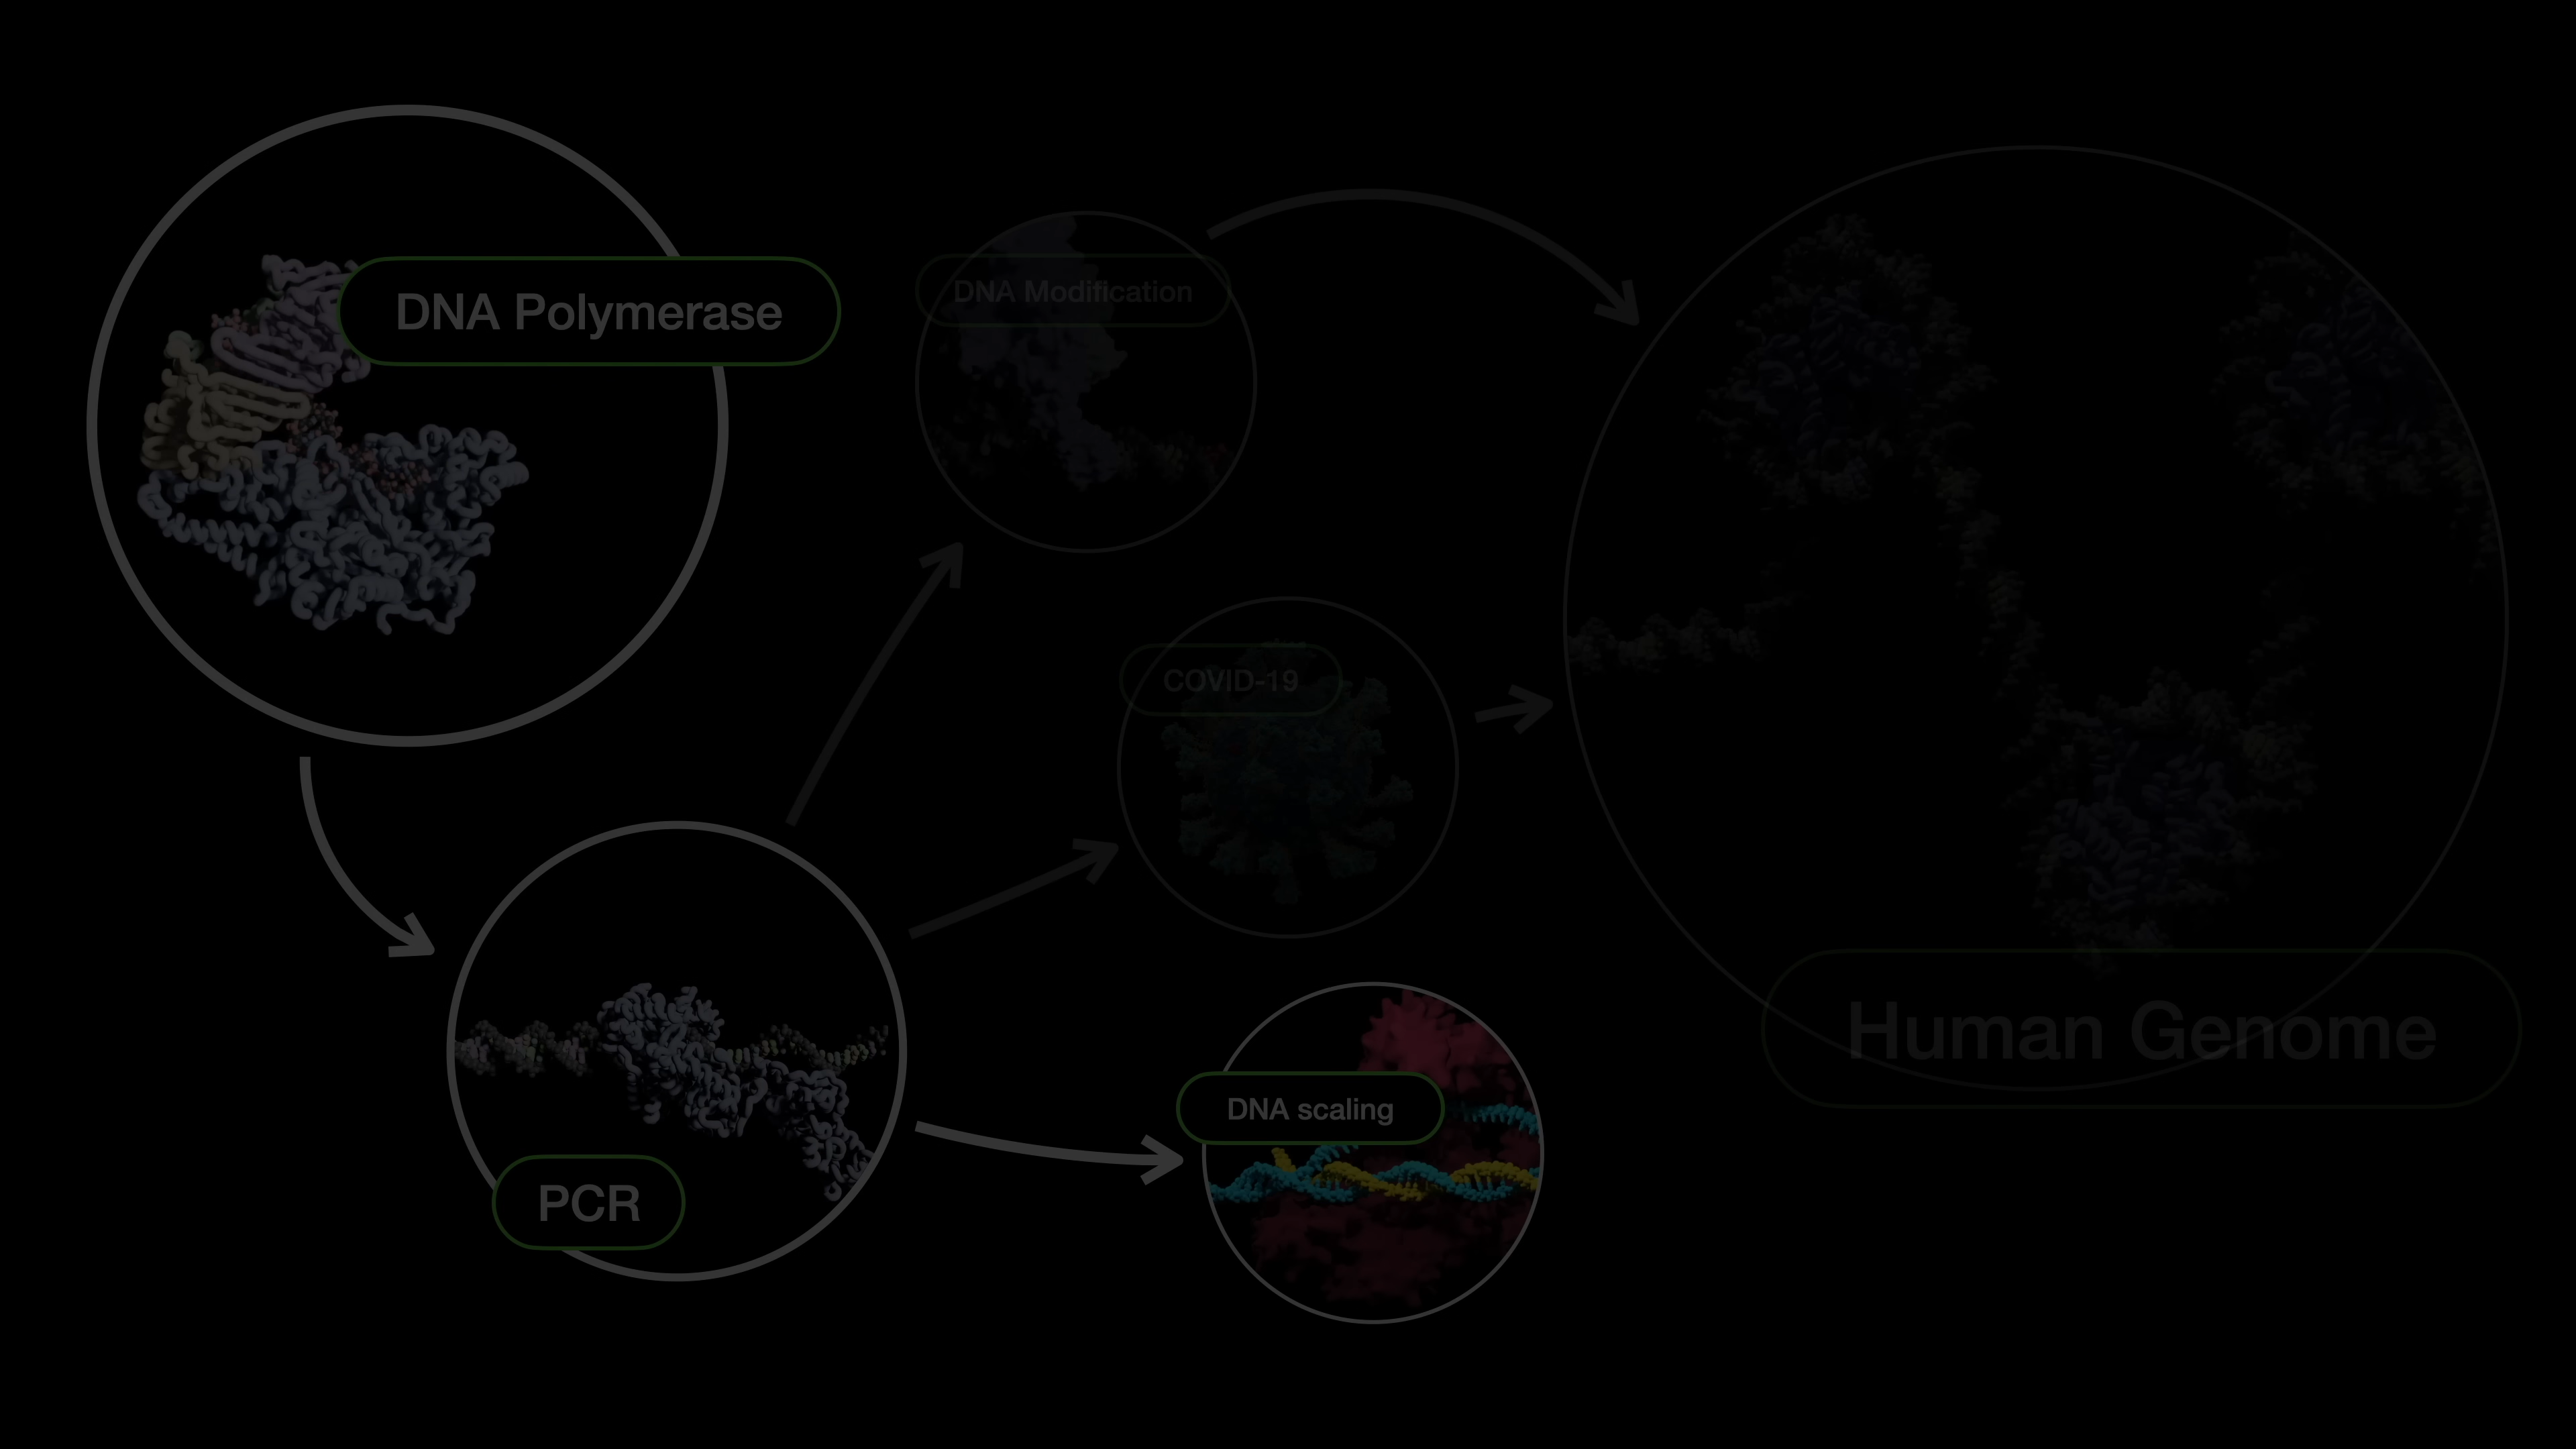 DNA Polymerase
DNA Modification
COVID-19
Human Genome
DNA scaling
PCR